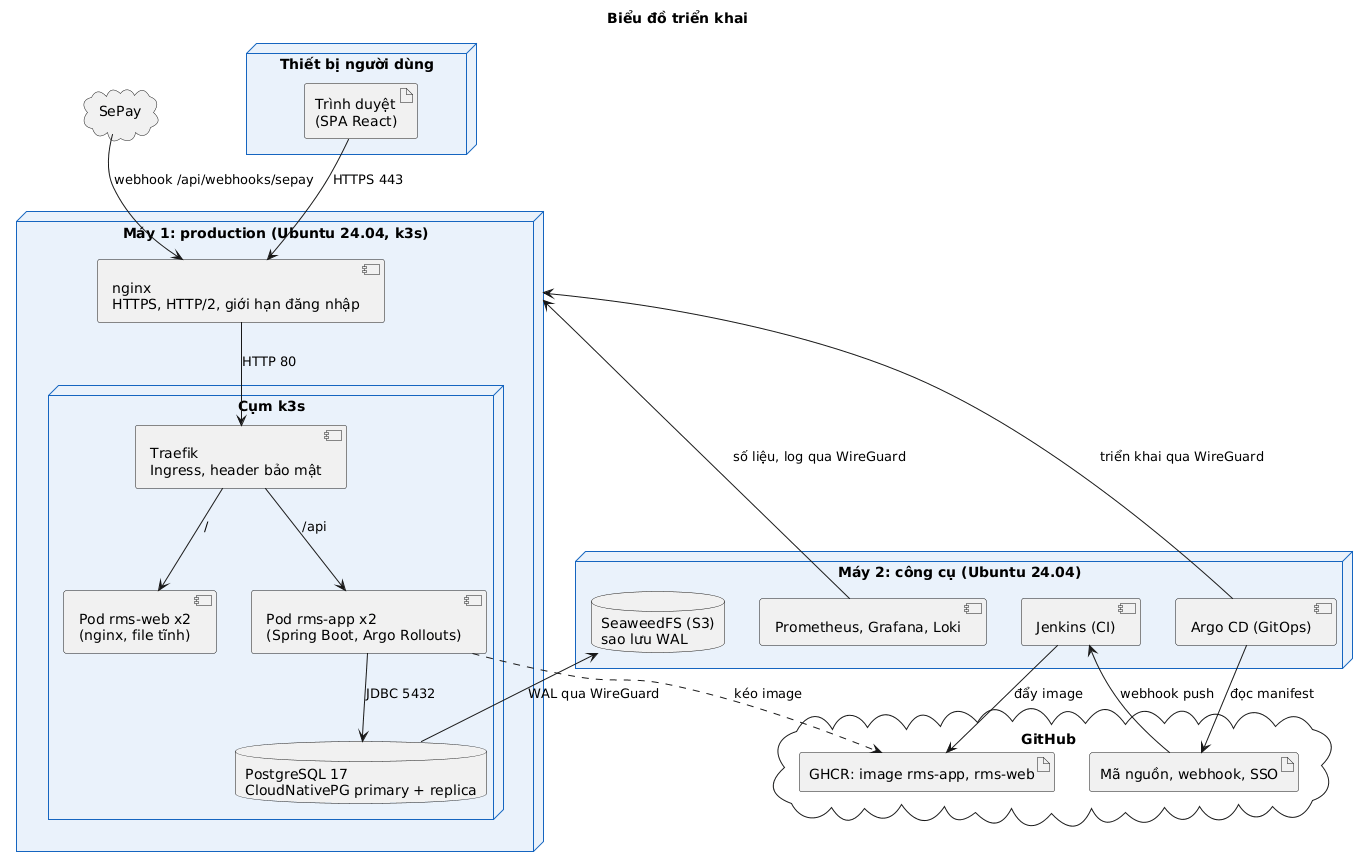 Biểu đồ triển khai
Thiết bị người dùng
Trình duyệt
(SPA React)
SePay
webhook /api/webhooks/sepay
HTTPS 443
Máy 1: production (Ubuntu 24.04, k3s)
nginx
HTTPS, HTTP/2, giới hạn đăng nhập
HTTP 80
Cụm k3s
Traefik
Ingress, header bảo mật
số liệu, log qua WireGuard
triển khai qua WireGuard
/
/api
Máy 2: công cụ (Ubuntu 24.04)
Pod rms-web x2
(nginx, file tĩnh)
Pod rms-app x2
(Spring Boot, Argo Rollouts)
SeaweedFS (S3)
sao lưu WAL
Prometheus, Grafana, Loki
Jenkins (CI)
Argo CD (GitOps)
JDBC 5432
WAL qua WireGuard
kéo image
đẩy image
webhook push
đọc manifest
GitHub
PostgreSQL 17
CloudNativePG primary + replica
GHCR: image rms-app, rms-web
Mã nguồn, webhook, SSO